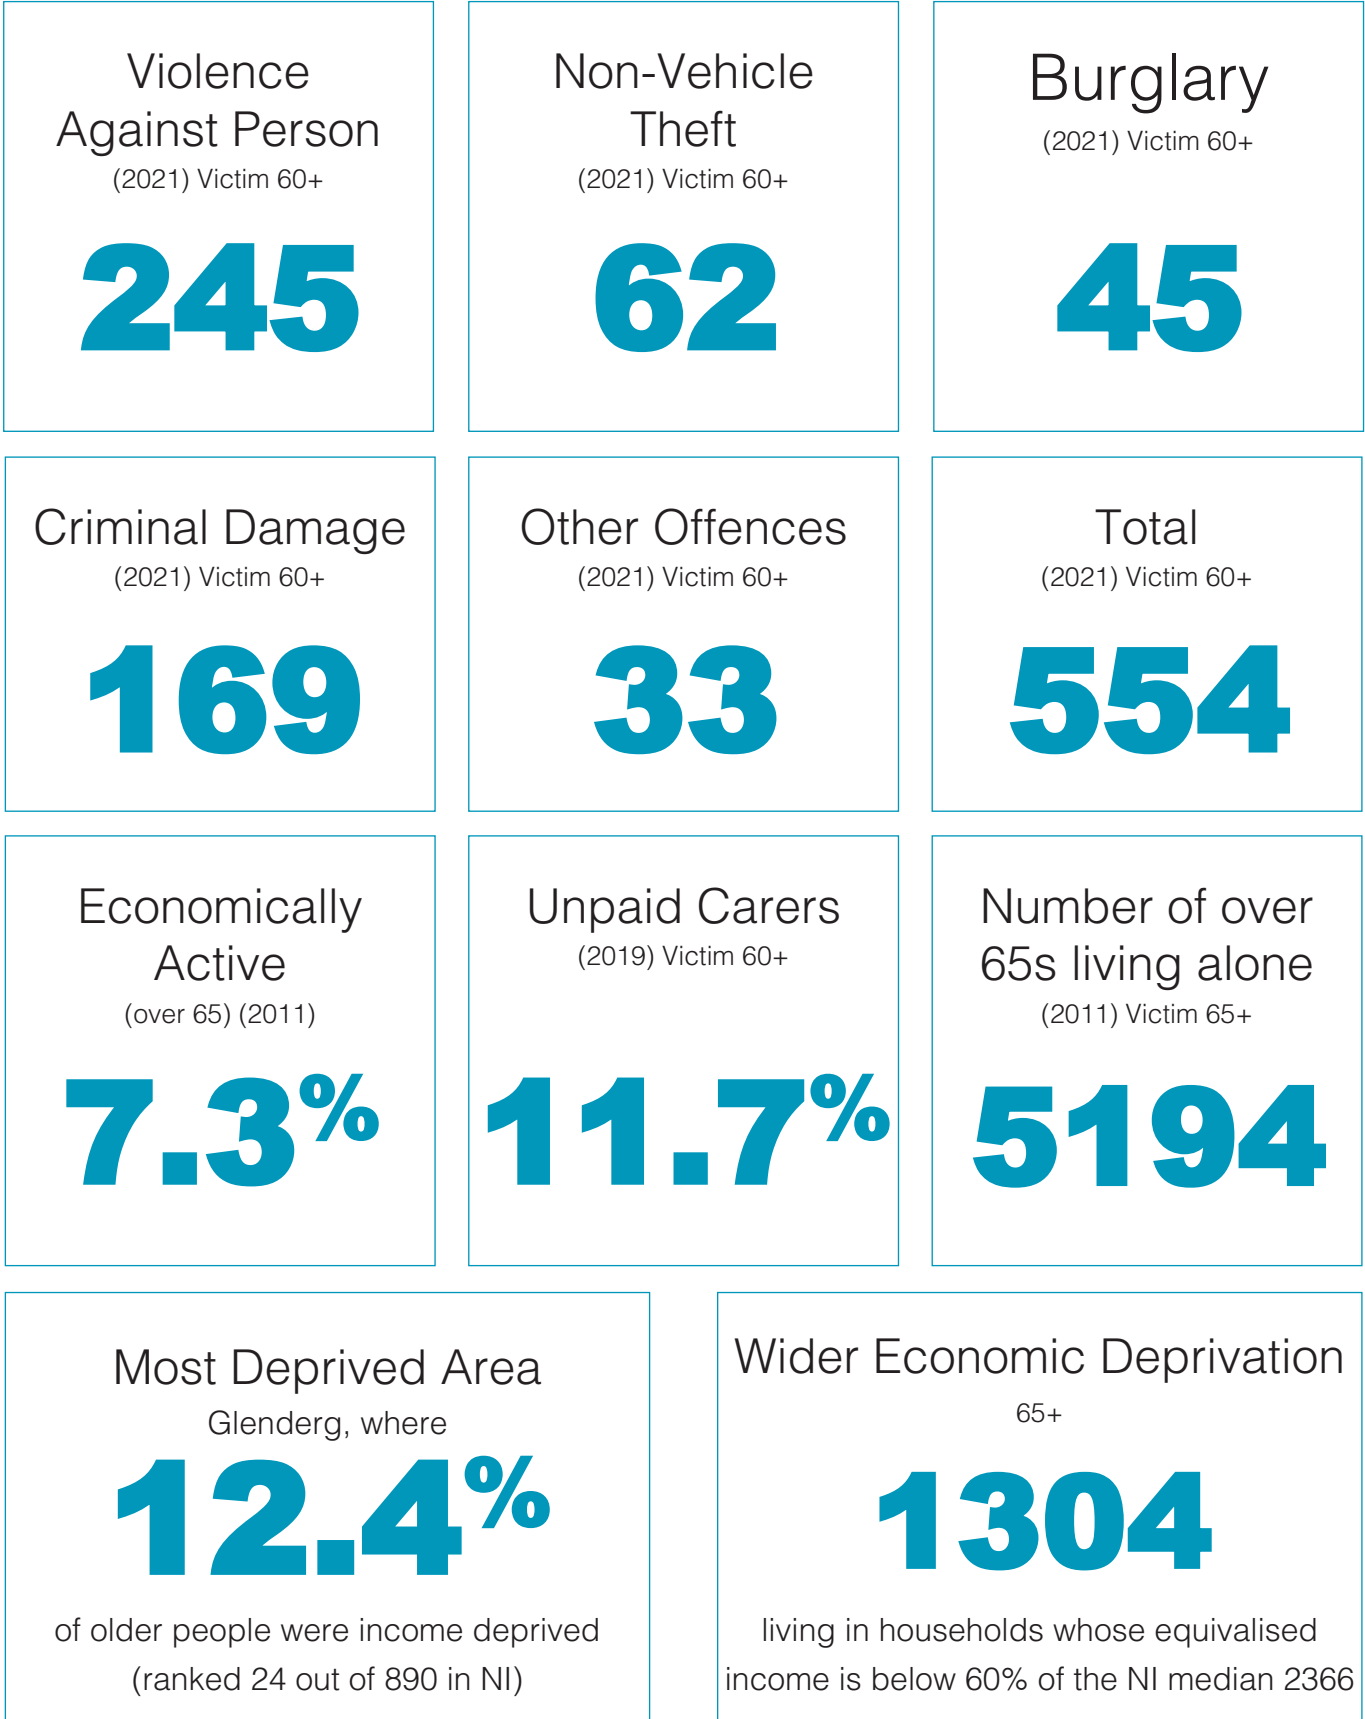 Violence
Against Person
(2021) Victim 60+
245
Non-Vehicle
Theft
(2021) Victim 60+
62
Burglary
(2021) Victim 60+
45
Criminal Damage
(2021) Victim 60+
169
Other Offences
(2021) Victim 60+
33
Total
(2021) Victim 60+
554
Economically
Active
(over 65) (2011)
7.3%
Unpaid Carers
(2019) Victim 60+
11.7%
Number of over
65s living alone
(2011) Victim 65+
5194
Most Deprived Area
Glenderg, where
12.4%
of older people were income deprived
(ranked 24 out of 890 in NI)
Wider Economic Deprivation
65+
1304
living in households whose equivalised
income is below 60% of the NI median 2366